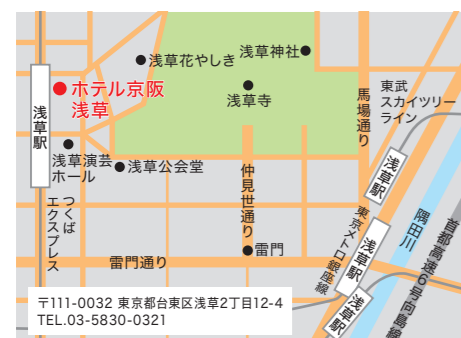 浅草神社
浅草花やしき
ホテル京阪
浅草
浅草寺
東武
スカイツリー
ライン
馬場通り
浅草駅
浅草演芸
ホール
浅草公会堂
仲見世通り
浅草駅
つくば
エクスプレス
雷門
雷門通り
東京メトロ銀座線
浅草駅
浅草駅
隅田川
首都高速6号向島線
〒111-0032 東京都台東区浅草2丁目12-4
TEL.03-5830-0321